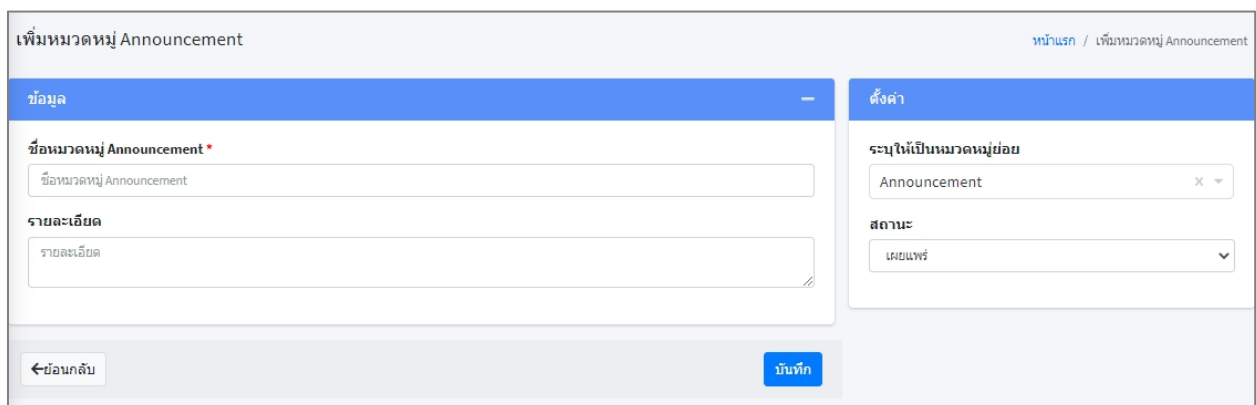 เพิ่มหมวดหมู่ Announcement
หน้าแรก / เพิ่มหมวดหมู่ Announcement
ข้อมูล
ชื่อหมวดหมู่ Announcement *
ชื่อหมวดหมู่ Announcement
รายละเอียด
รายละเอียด
ตั้งค่า
ระบุให้เป็นหมวดหมู่ย่อย
Announcement
สถานะ
เผยแพร่
ย้อนกลับ
บันทึก